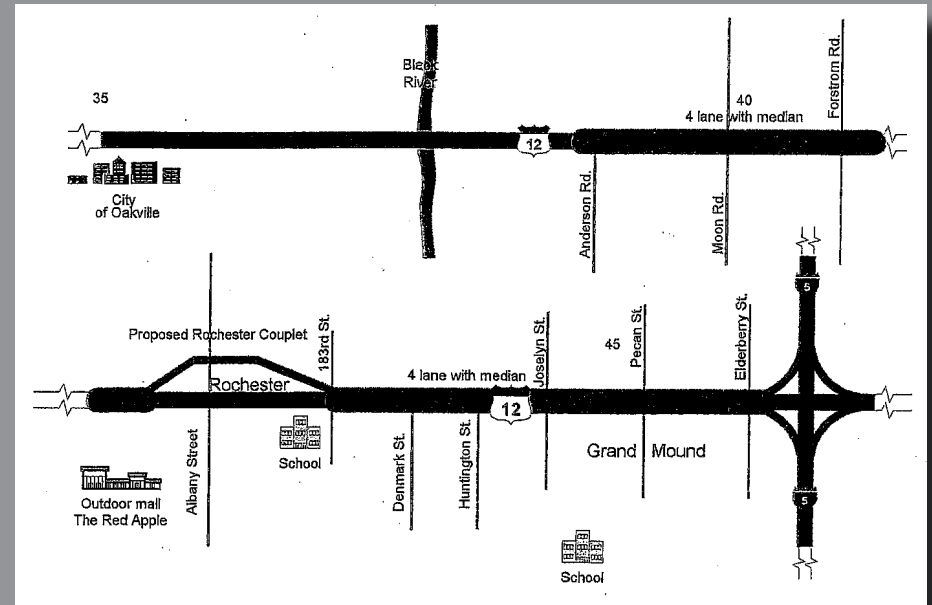 35
Black
River
40
4 lane with median
Forstrom Rd.
12
City
of Oakville
Anderson Rd.
Moon Rd.
5
Proposed Rochester Couplet
183rd St.
Rochester
4 lane with median
Joselyn St.
45
Pecan St.
Elderberry St.
12
School
Albany Street
Denmark St.
Huntington St.
Grand Mound
Outdoor mall
The Red Apple
5
School